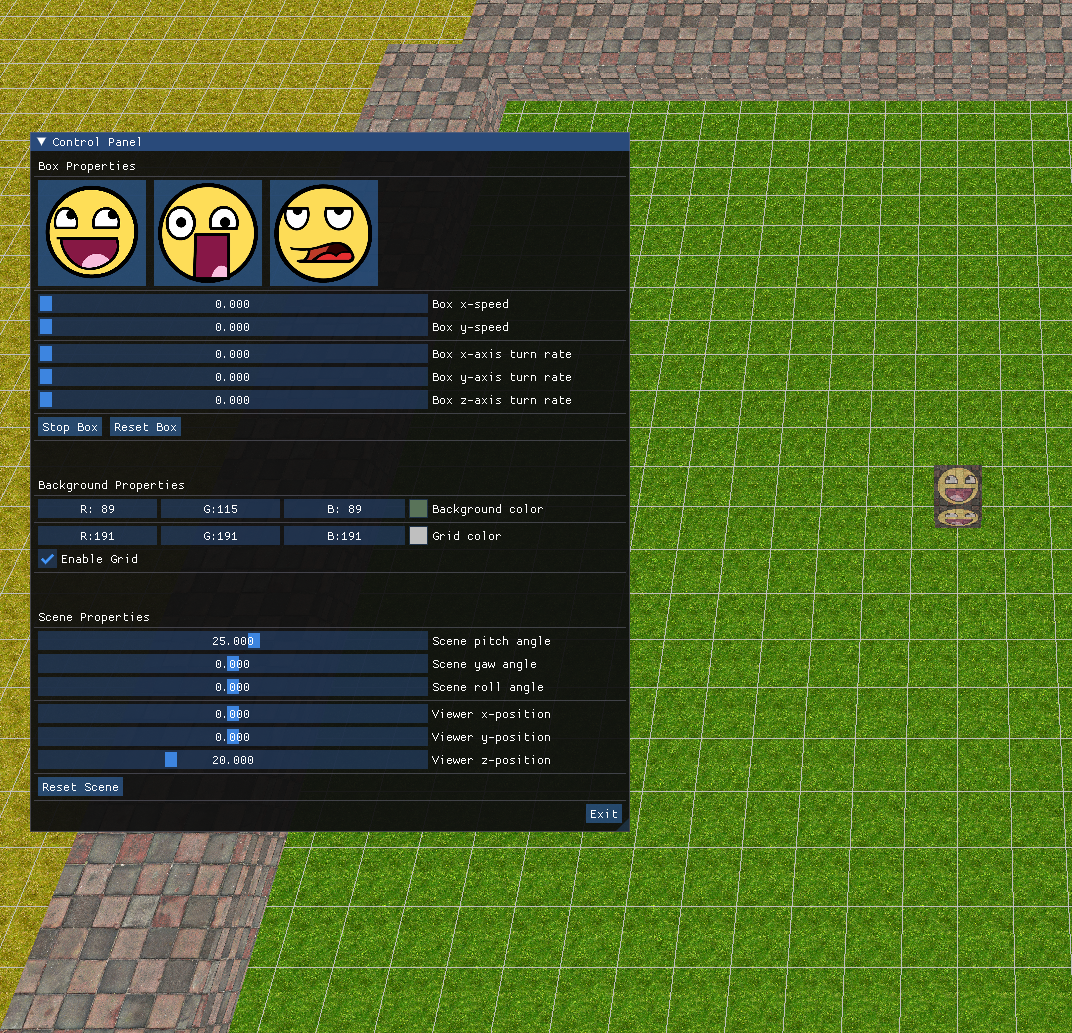 Control Panel
Box Properties
0.000 Box x-speed
0.000 Box y-speed
0.000 Box x-axis turn rate
0.000 Box y-axis turn rate
0.000 Box z-axis turn rate
Stop Box Reset Box
Background Properties
R: 89 G:115 B: 89 Background color
R:191 G:191 B:191 Grid color
Enable Grid
Scene Properties
25.000 Scene pitch angle
0.000 Scene yaw angle
0.000 Scene roll angle
0.000 Viewer x-position
0.000 Viewer y-position
20.000 Viewer z-position
Reset Scene
Exit